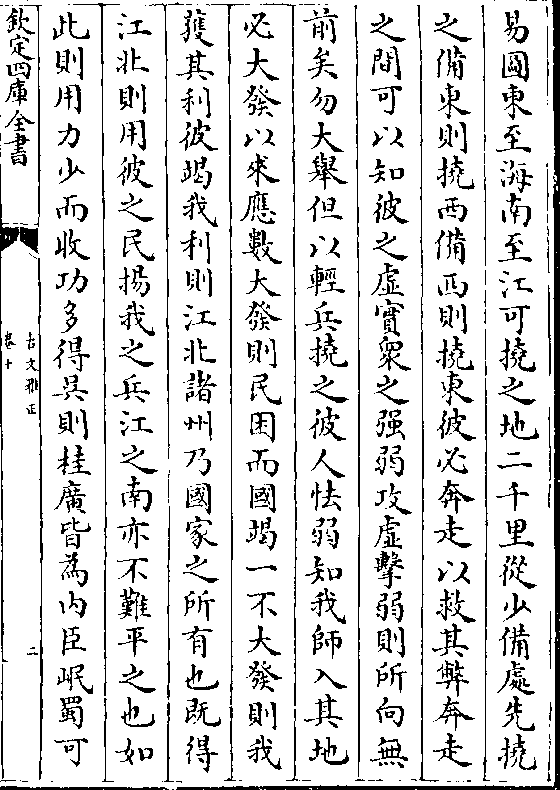 易圖東至海南至江可撓之地二千里從少備處先撓
之備東則撓西備西則撓東彼必奔走以救其弊奔走
之間可以知彼之虛實衆之强弱攻虛擊弱則所向無
前矣勿大舉但以輕兵撓之彼人怯弱知我師入其地
必大發以來應數大發則民困而國竭一不大發則我
獲其利彼竭我利則江北諸州乃國家之所有也既得
江北則用彼之民揚我之兵江之南亦不難平之也如
此則用力少而收功多得呉則桂廣皆為内臣岷蜀可
欽定四庫全書
古文雅正
卷十
二